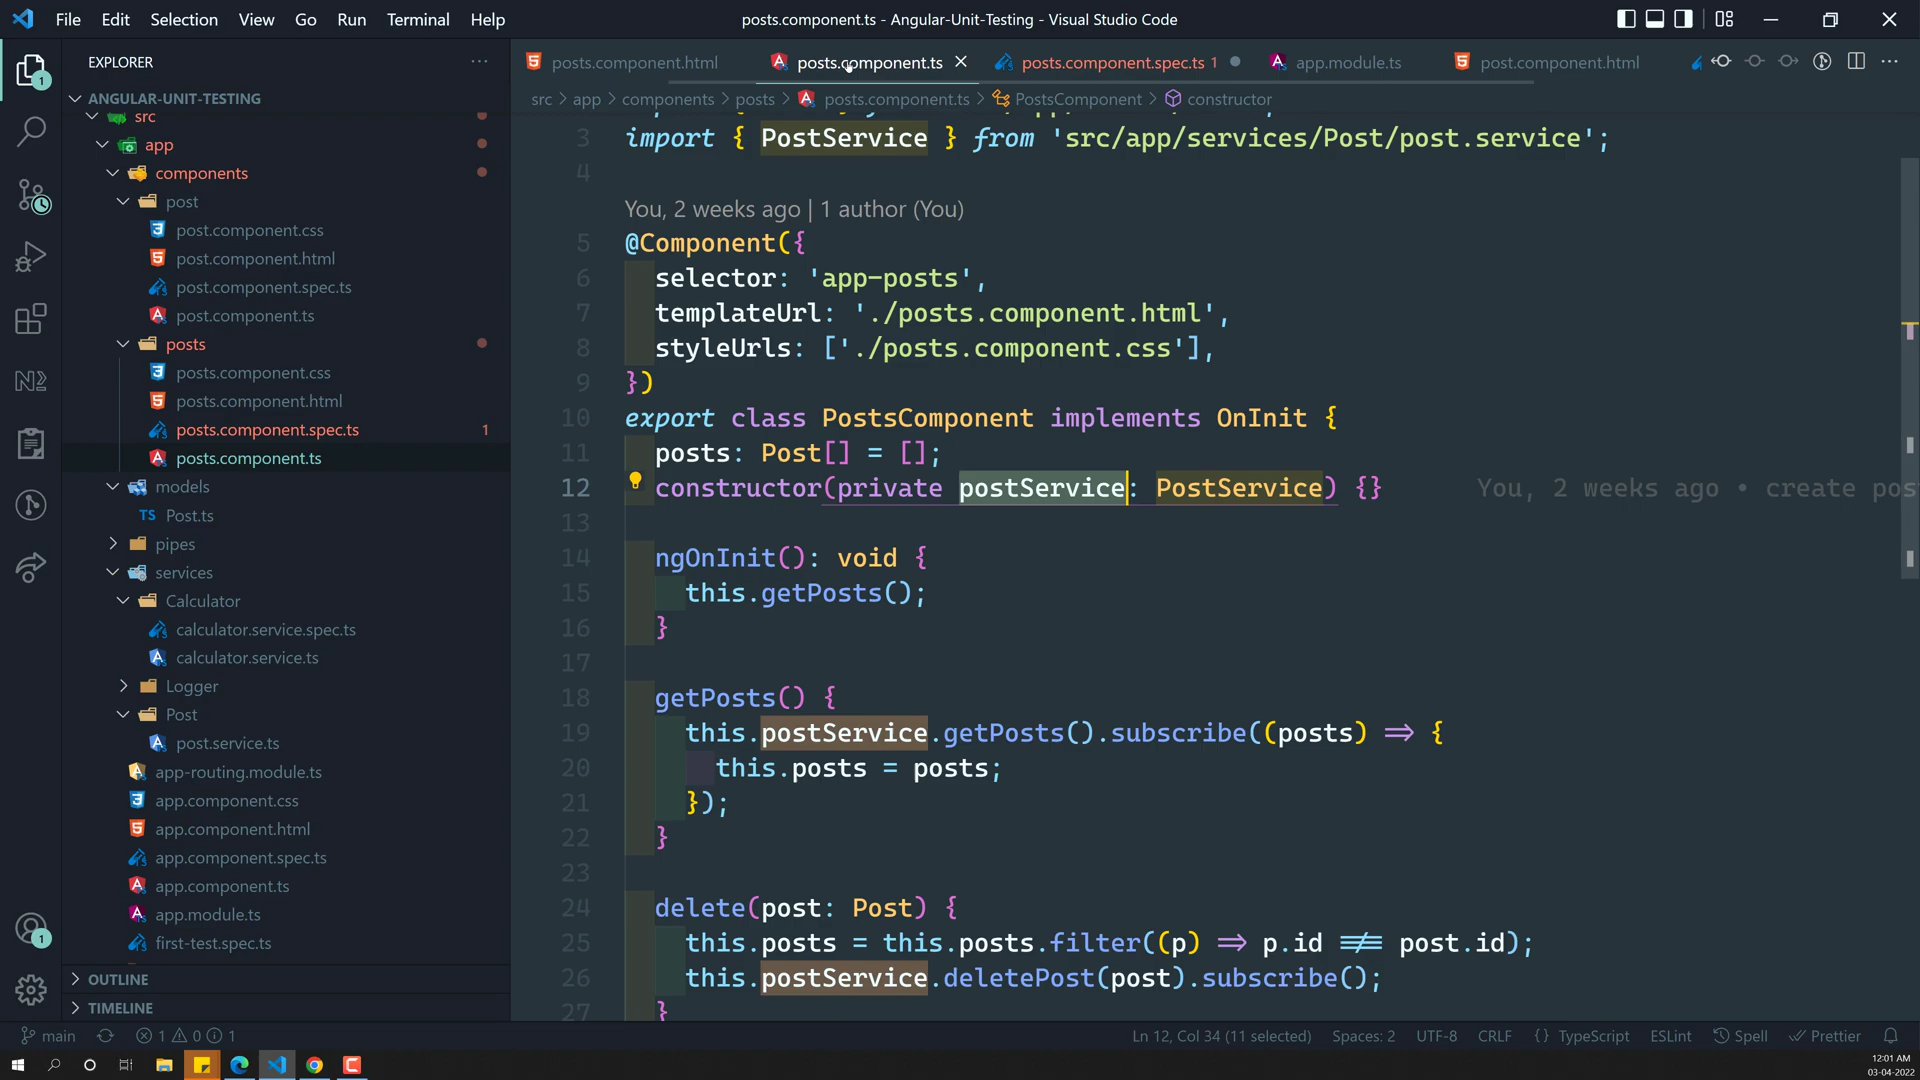 File Edit Selection View Go Run Terminal Help
posts.component.ts - Angular-Unit-Testing - Visual Studio Code
EXPLORER
ANGULAR-UNIT-TESTING
src
app
components
post
post.component.css
post.component.html
post.component.spec.ts
post.component.ts
posts
posts.component.css
posts.component.html
posts.component.spec.ts 1
posts.component.ts
models
TS Post.ts
pipes
services
Calculator
calculator.service.spec.ts
calculator.service.ts
Logger
Post
post.service.ts
app-routing.module.ts
app.component.css
app.component.html
app.component.spec.ts
app.component.ts
app.module.ts
first-test.spec.ts
OUTLINE
TIMELINE
posts.component.html posts.component.ts posts.component.spec.ts 1 app.module.ts post.component.html
src > app > components > posts > posts.component.ts > PostsComponent > constructor
3 import { PostService } from 'src/app/services/Post/post.service';
4
You, 2 weeks ago | 1 author (You)
5 @Component({
6 selector: 'app-posts',
7 templateUrl: './posts.component.html',
8 styleUrls: ['./posts.component.css'],
9 })
10 export class PostsComponent implements OnInit {
11 posts: Post[] = [];
12 constructor(private postService: PostService) {} You, 2 weeks ago • create pos
13
14 ngOnInit(): void {
15 this.getPosts();
16 }
17
18 getPosts() {
19 this.postService.getPosts().subscribe((posts) => {
20 this.posts = posts;
21 });
22 }
23
24 delete(post: Post) {
25 this.posts = this.posts.filter((p) => p.id !== post.id);
26 this.postService.deletePost(post).subscribe();
27 }
main 1 0 1 Ln 12, Col 34 (11 selected) Spaces: 2 UTF-8 CRLF {} TypeScript ESLint Spell Prettier
12:01 AM
03-04-2022